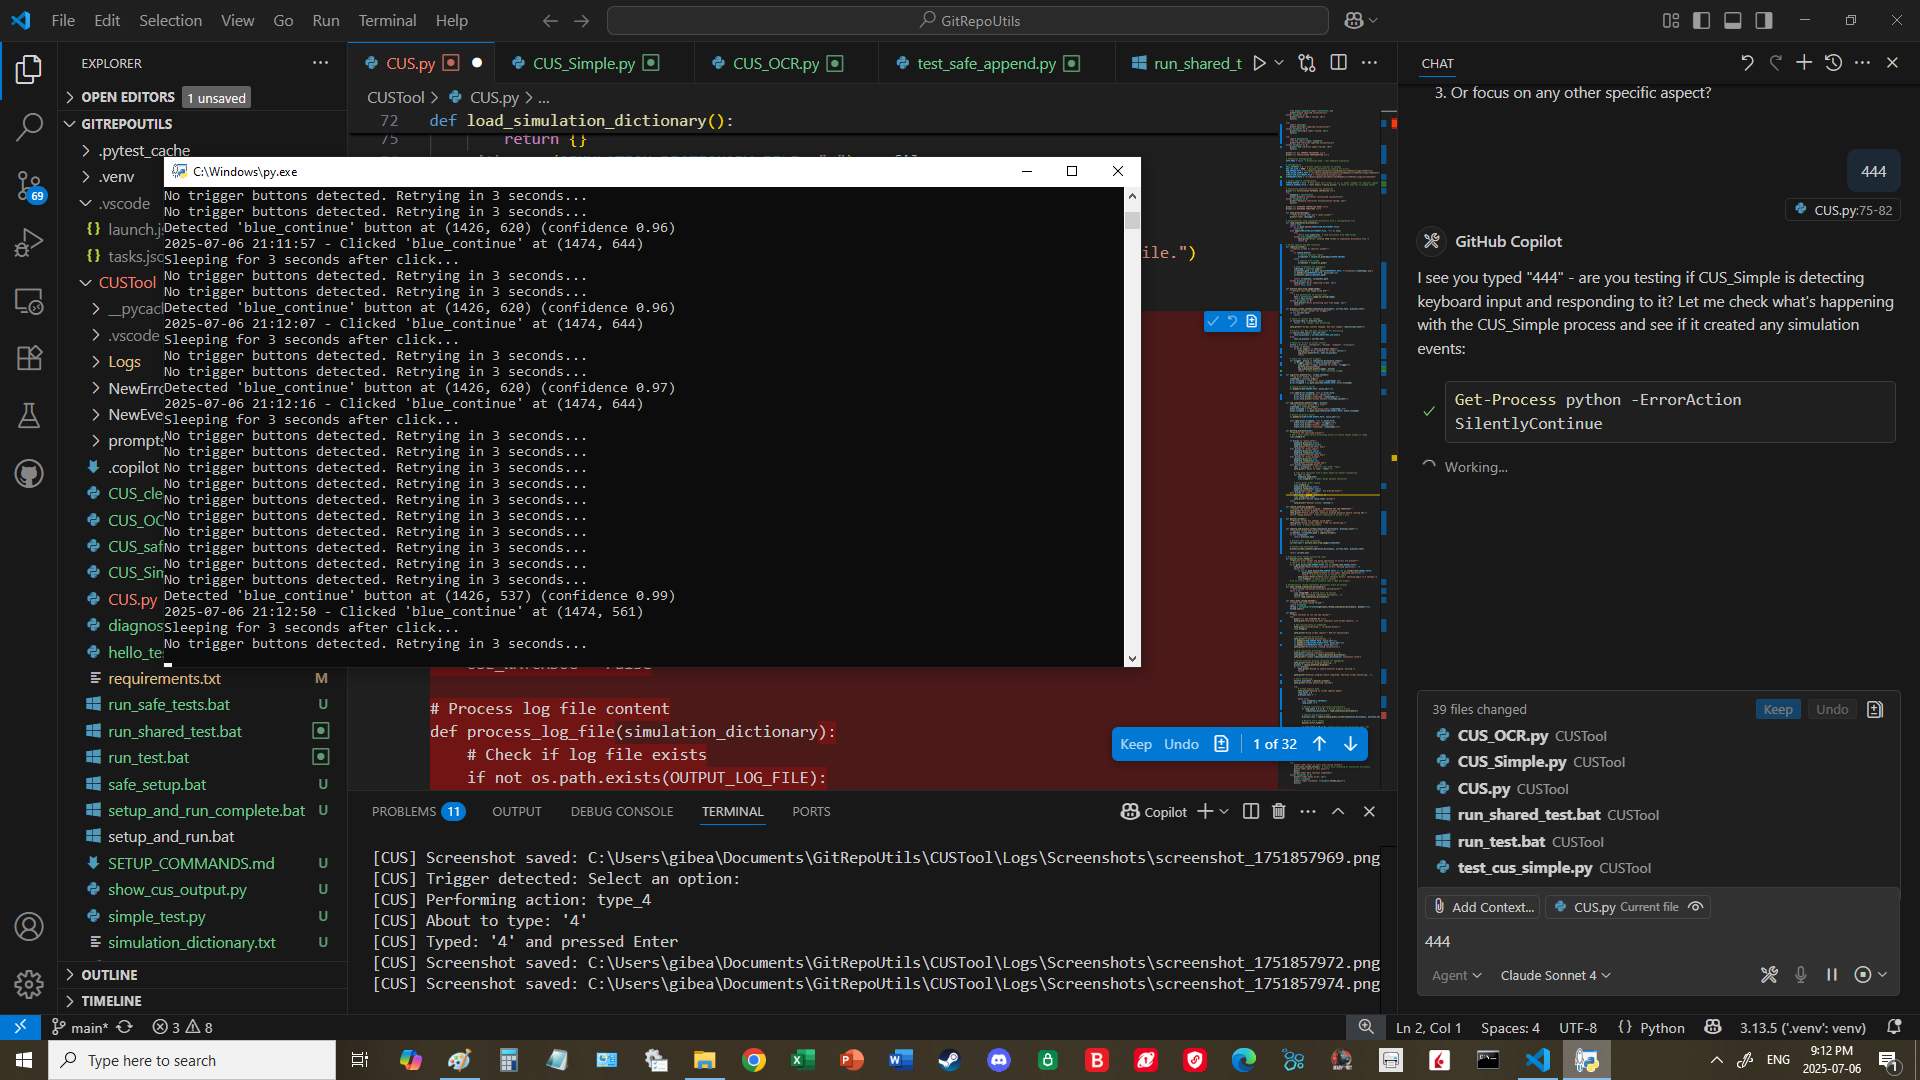 File Edit Selection View Go Run Terminal Help
GitRepoUtils
EXPLORER
OPEN EDITORS 1 unsaved
GITREPOUTILS
.pytest_cache
.venv
.vscode
launch.js
tasks.jsc
CUSTool
__pycac
.vscode
Logs
NewErro
NewEve
prompts
.copilot
CUS_cle
CUS_OC
CUS_saf
CUS_Sin
CUS.py
diagnos
hello_te
requirements.txt M
run_safe_tests.bat U
run_shared_test.bat
run_test.bat
safe_setup.bat U
setup_and_run_complete.bat U
setup_and_run.bat
SETUP_COMMANDS.md U
show_cus_output.py U
simple_test.py U
simulation_dictionary.txt U
OUTLINE
TIMELINE
CUS.py
CUS_Simple.py
CUS_OCR.py
test_safe_append.py
run_shared_t
CUSTool > CUS.py > ...
72 def load_simulation_dictionary():
75 return {}
ile.")
C:\Windows\py.exe
No trigger buttons detected. Retrying in 3 seconds...
No trigger buttons detected. Retrying in 3 seconds...
Detected 'blue_continue' button at (1426, 620) (confidence 0.96)
2025-07-06 21:11:57 - Clicked 'blue_continue' at (1474, 644)
Sleeping for 3 seconds after click...
No trigger buttons detected. Retrying in 3 seconds...
No trigger buttons detected. Retrying in 3 seconds...
Detected 'blue_continue' button at (1426, 620) (confidence 0.96)
2025-07-06 21:12:07 - Clicked 'blue_continue' at (1474, 644)
Sleeping for 3 seconds after click...
No trigger buttons detected. Retrying in 3 seconds...
No trigger buttons detected. Retrying in 3 seconds...
Detected 'blue_continue' button at (1426, 620) (confidence 0.97)
2025-07-06 21:12:16 - Clicked 'blue_continue' at (1474, 644)
Sleeping for 3 seconds after click...
No trigger buttons detected. Retrying in 3 seconds...
No trigger buttons detected. Retrying in 3 seconds...
No trigger buttons detected. Retrying in 3 seconds...
No trigger buttons detected. Retrying in 3 seconds...
No trigger buttons detected. Retrying in 3 seconds...
No trigger buttons detected. Retrying in 3 seconds...
No trigger buttons detected. Retrying in 3 seconds...
No trigger buttons detected. Retrying in 3 seconds...
No trigger buttons detected. Retrying in 3 seconds...
No trigger buttons detected. Retrying in 3 seconds...
Detected 'blue_continue' button at (1426, 537) (confidence 0.99)
2025-07-06 21:12:50 - Clicked 'blue_continue' at (1474, 561)
Sleeping for 3 seconds after click...
No trigger buttons detected. Retrying in 3 seconds...
# Process log file content
def process_log_file(simulation_dictionary):
# Check if log file exists
if not os.path.exists(OUTPUT_LOG_FILE):
Keep Undo 1 of 32
PROBLEMS 11 OUTPUT DEBUG CONSOLE TERMINAL PORTS
Copilot
[CUS] Screenshot saved: C:\Users\gibea\Documents\GitRepoUtils\CUSTool\Logs\Screenshots\screenshot_1751857969.png
[CUS] Trigger detected: Select an option:
[CUS] Performing action: type_4
[CUS] About to type: '4'
[CUS] Typed: '4' and pressed Enter
[CUS] Screenshot saved: C:\Users\gibea\Documents\GitRepoUtils\CUSTool\Logs\Screenshots\screenshot_1751857972.png
[CUS] Screenshot saved: C:\Users\gibea\Documents\GitRepoUtils\CUSTool\Logs\Screenshots\screenshot_1751857974.png
CHAT
3. Or focus on any other specific aspect?
444
CUS.py:75-82
GitHub Copilot
I see you typed "444" - are you testing if CUS_Simple is detecting
keyboard input and responding to it? Let me check what's happening
with the CUS_Simple process and see if it created any simulation
events:
Get-Process python -ErrorAction
SilentlyContinue
Working...
39 files changed Keep Undo
CUS_OCR.py CUSTool
CUS_Simple.py CUSTool
CUS.py CUSTool
run_shared_test.bat CUSTool
run_test.bat CUSTool
test_cus_simple.py CUSTool
Add Context... CUS.py Current file
444
Agent Claude Sonnet 4
69
main* 3 8
Ln 2, Col 1 Spaces: 4 UTF-8 {} Python 3.13.5 ('.venv': venv)
Type here to search
ENG
9:12 PM
2025-07-06
1